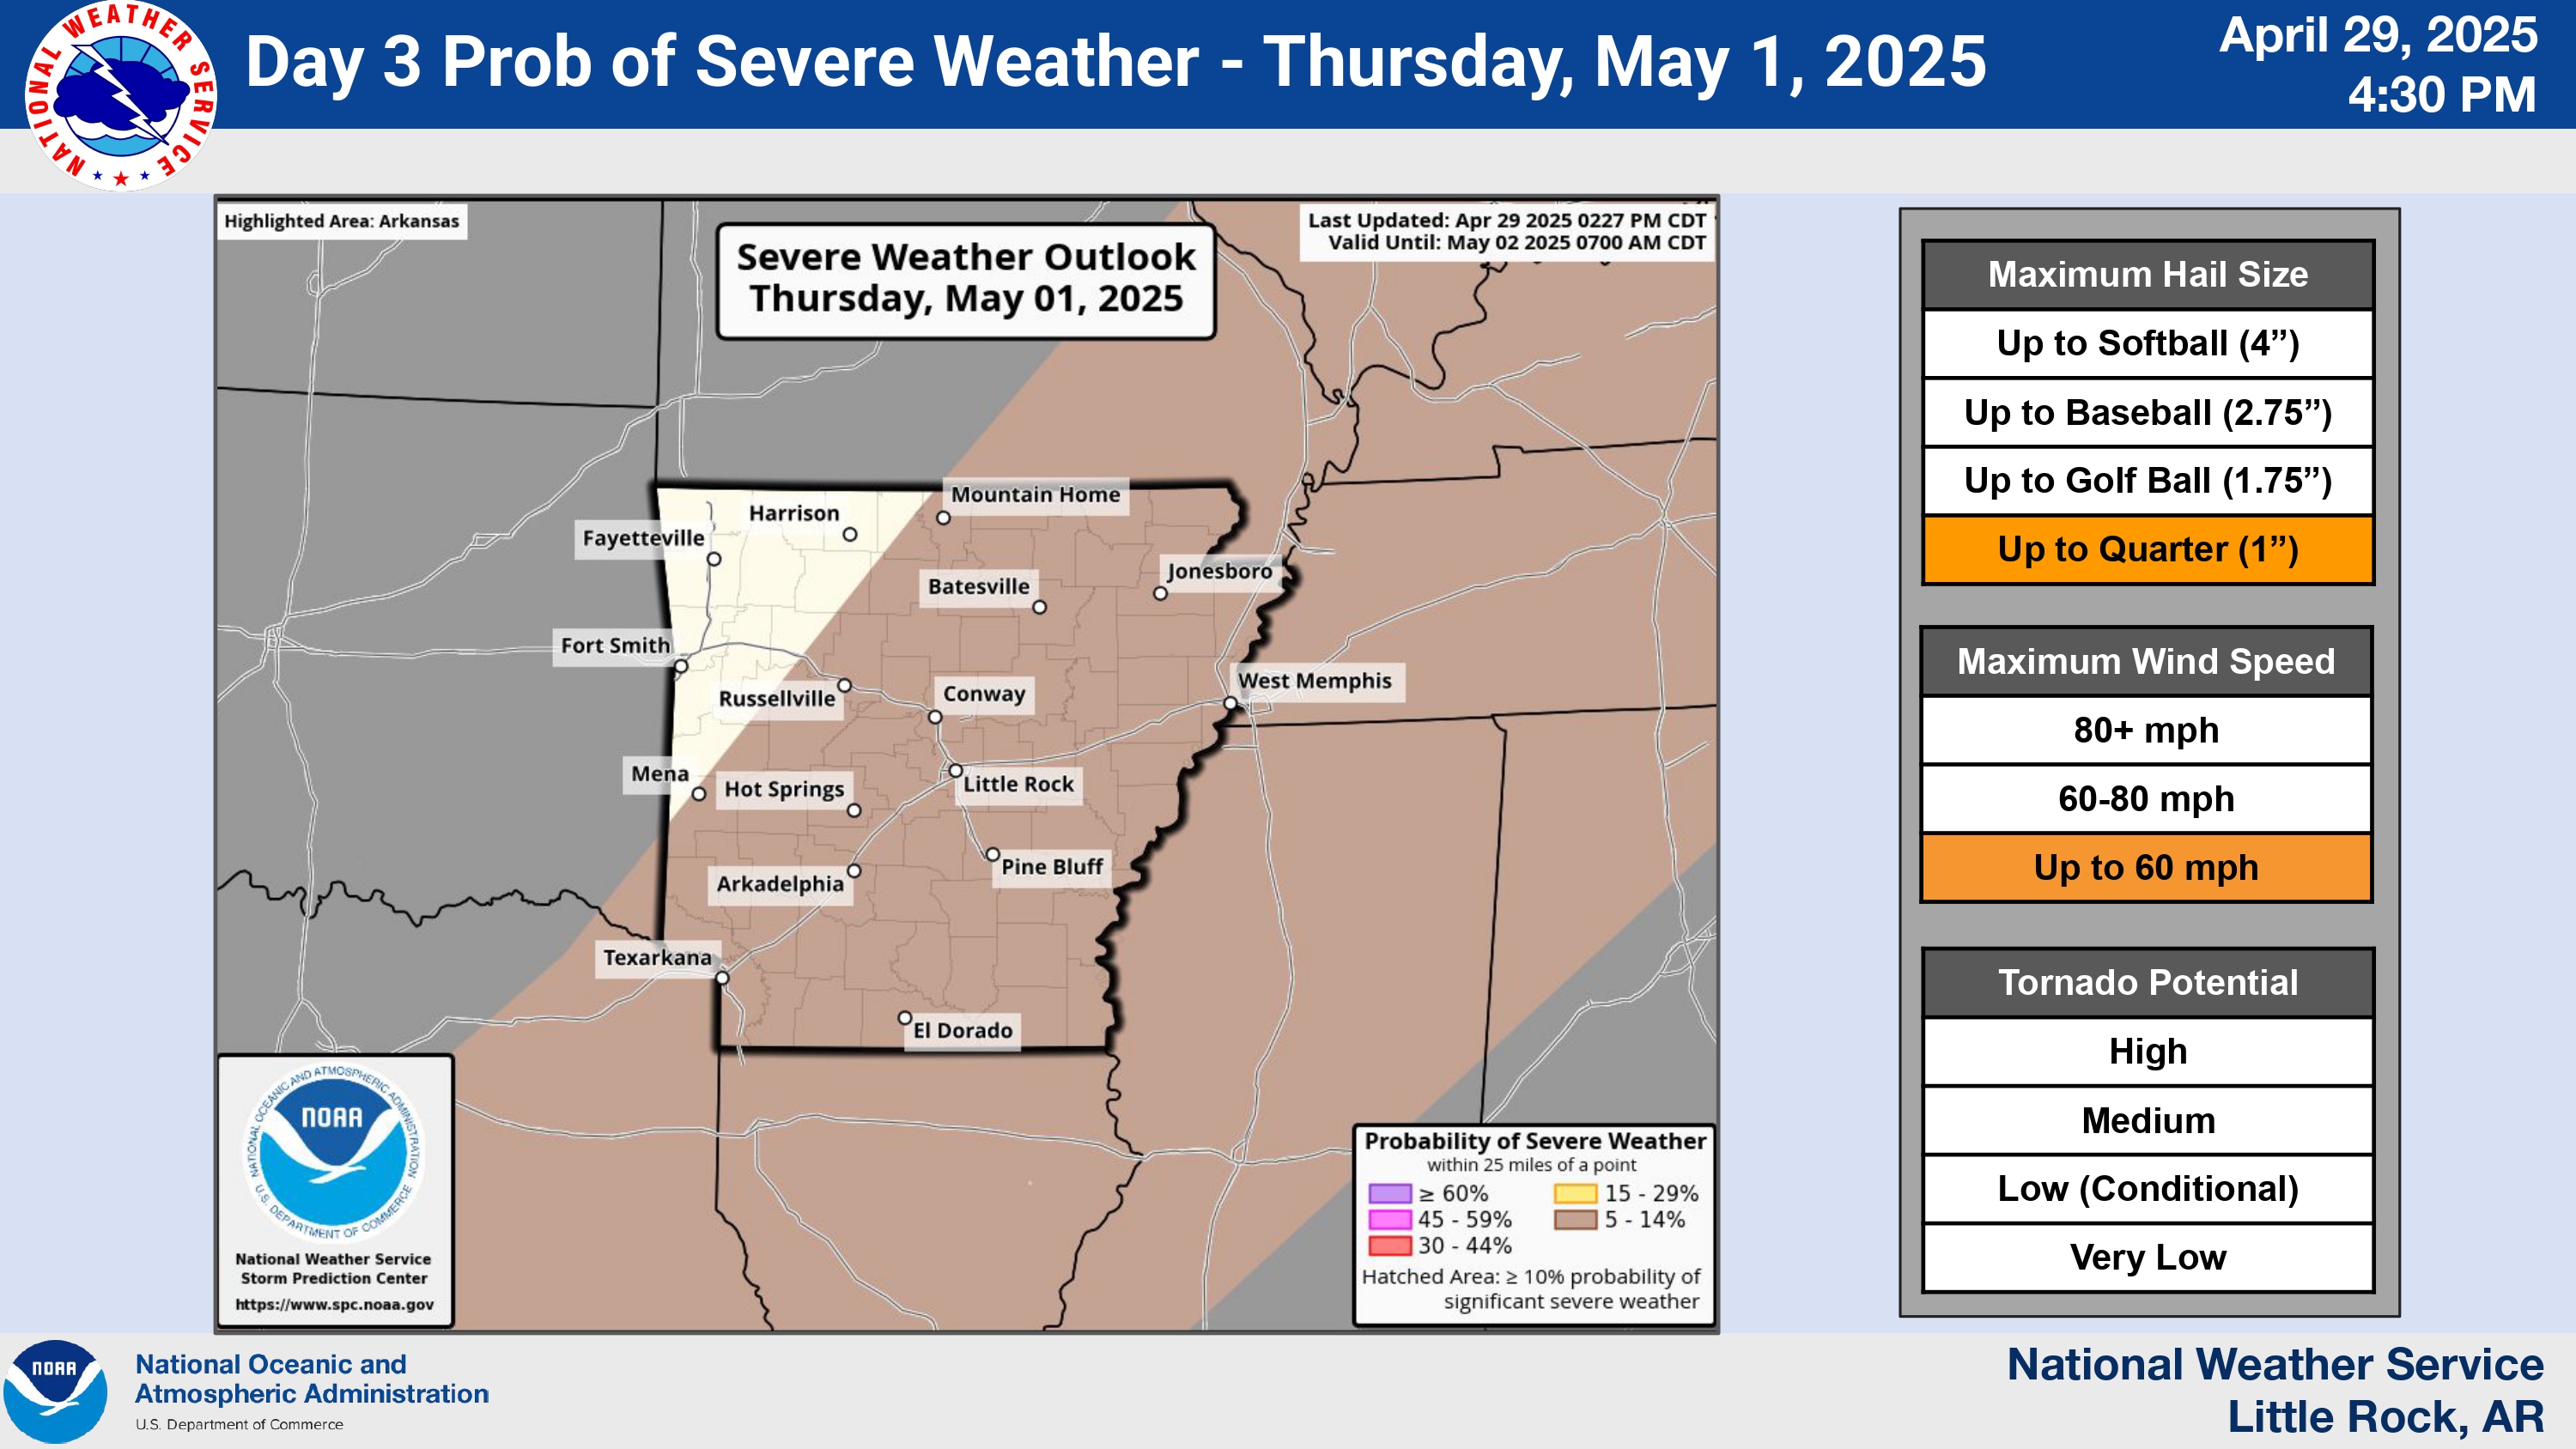 NATIONAL WEATHER SERVICE
Day 3 Prob of Severe Weather - Thursday, May 1, 2025
April 29, 2025
4:30 PM
Highlighted Area: Arkansas
Severe Weather Outlook
Thursday, May 01, 2025
Last Updated: Apr 29 2025 0227 PM CDT
Valid Until: May 02 2025 0700 AM CDT
Mountain Home
Harrison
Fayetteville
Jonesboro
Batesville
Fort Smith
West Memphis
Russellville
Conway
Mena
Hot Springs
Little Rock
Pine Bluff
Arkadelphia
Texarkana
El Dorado
NATIONAL OCEANIC AND ATMOSPHERIC ADMINISTRATION
U.S. DEPARTMENT OF COMMERCE
NOAA
National Weather Service
Storm Prediction Center
https://www.spc.noaa.gov
Probability of Severe Weather
within 25 miles of a point
≥ 60%
15 - 29%
45 - 59%
5 - 14%
30 - 44%
Hatched Area: ≥ 10% probability of
significant severe weather
Maximum Hail Size
Up to Softball (4”)
Up to Baseball (2.75”)
Up to Golf Ball (1.75”)
Up to Quarter (1”)
Maximum Wind Speed
80+ mph
60-80 mph
Up to 60 mph
Tornado Potential
High
Medium
Low (Conditional)
Very Low
NOAA
National Oceanic and
Atmospheric Administration
U.S. Department of Commerce
National Weather Service
Little Rock, AR